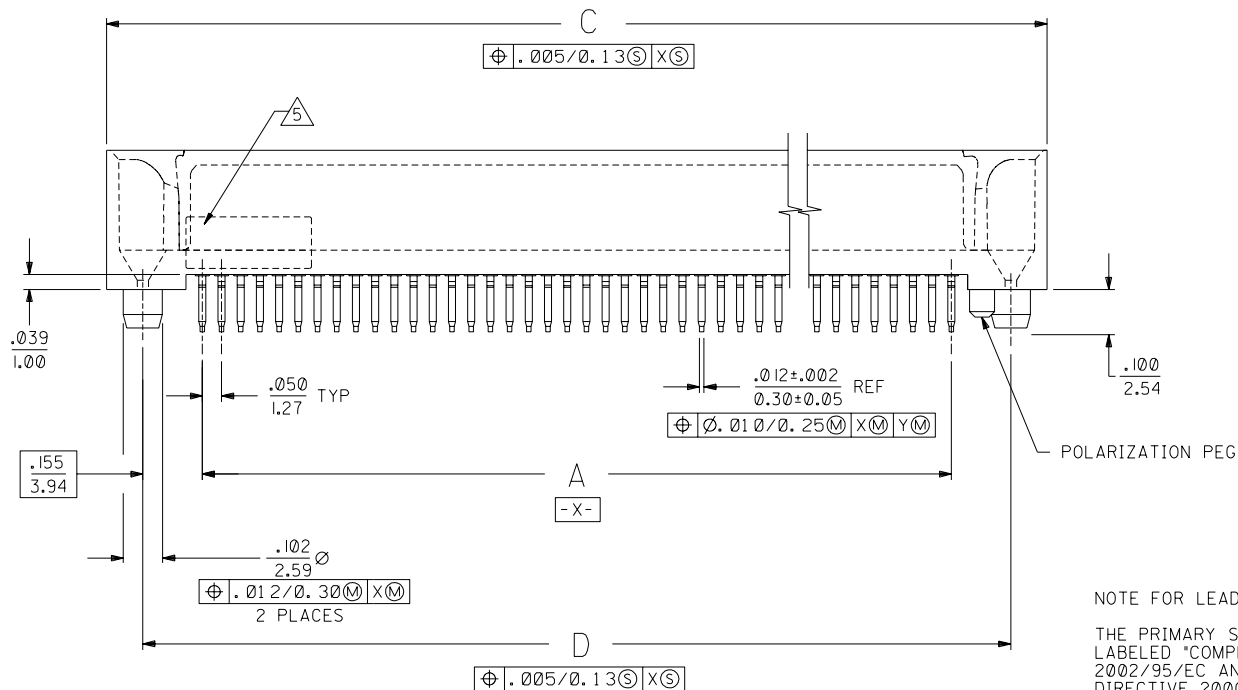 C
⌖ .005/0.13Ⓢ XⓈ
5
.039
1.00
.050
1.27 TYP
.012±.002
0.30±0.05 REF
⌖ Ø.010/0.25Ⓜ XⓂ YⓂ
.100
2.54
POLARIZATION PEG
.155
3.94
A
-X-
.102
2.59 Ø
⌖ .012/0.30Ⓜ XⓂ
2 PLACES
D
⌖ .005/0.13Ⓢ XⓈ
NOTE FOR LEAD
THE PRIMARY S
LABELED "COMP
2002/95/EC AN
DIRECTIVE 200